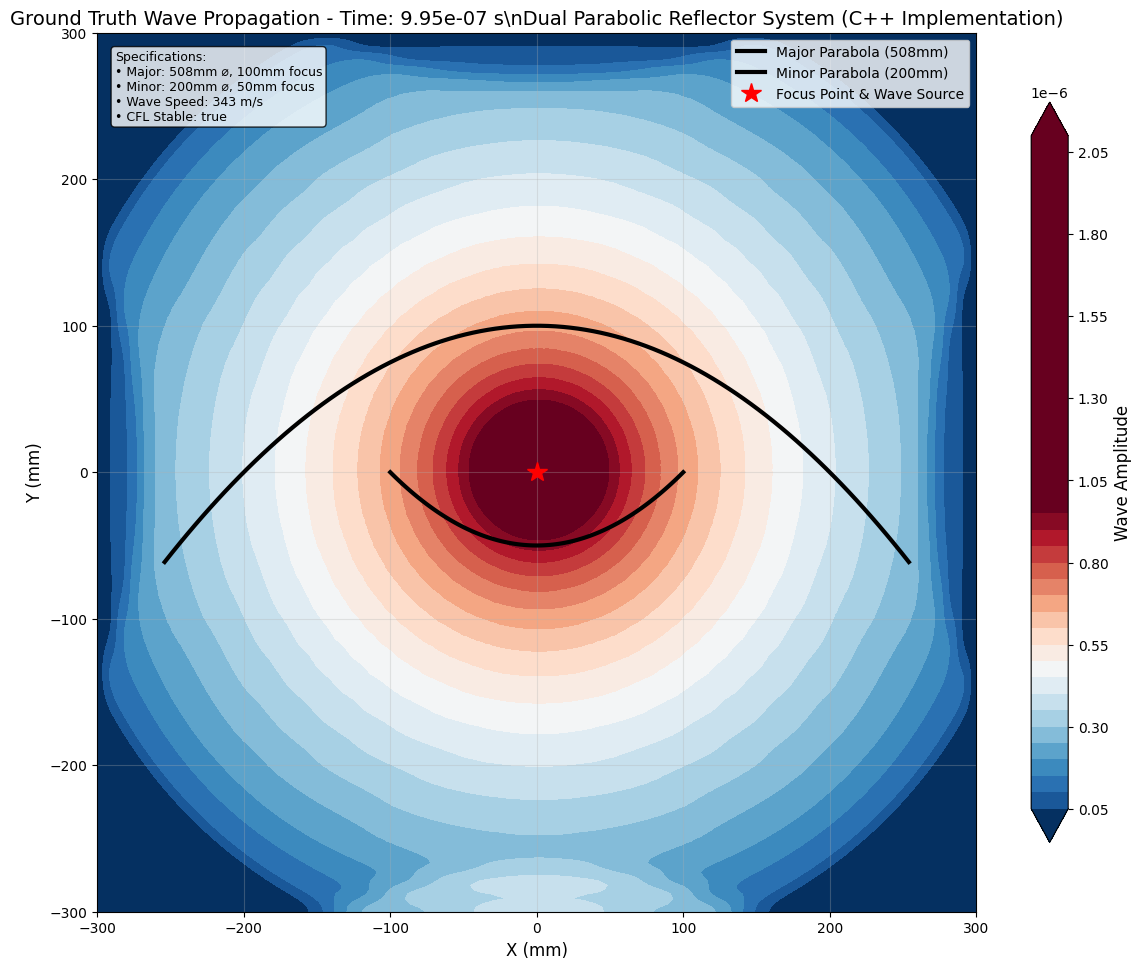 Ground Truth Wave Propagation - Time: 9.95e-07 s\nDual Parabolic Reflector System (C++ Implementation)
Specifications:
• Major: 508mm ø, 100mm focus
• Minor: 200mm ø, 50mm focus
• Wave Speed: 343 m/s
• CFL Stable: true
Major Parabola (508mm)
Minor Parabola (200mm)
Focus Point & Wave Source
300
200
100
0
−100
−200
−300
Y (mm)
−300
−200
−100
0
100
200
300
X (mm)
1e−6
2.05
1.80
1.55
1.30
1.05
0.80
0.55
0.30
0.05
Wave Amplitude